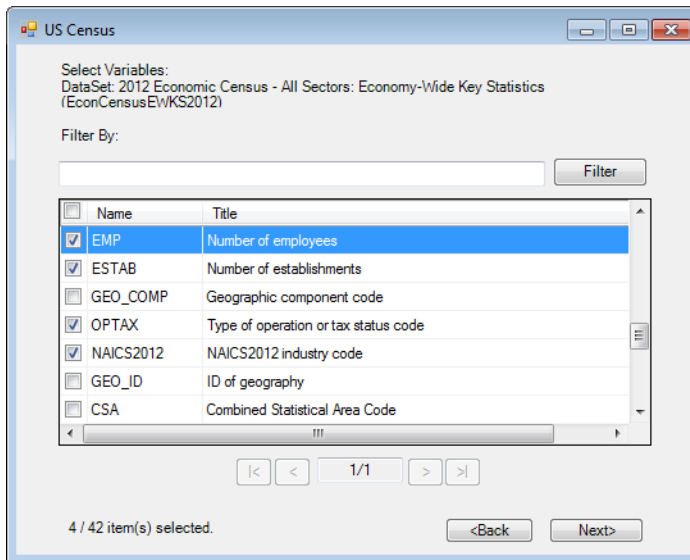 US Census
Select Variables:
DataSet: 2012 Economic Census - All Sectors: Economy-Wide Key Statistics
(EconCensusEWKS2012)
Filter By:
Filter
Name Title
EMP Number of employees
ESTAB Number of establishments
GEO_COMP Geographic component code
OPTAX Type of operation or tax status code
NAICS2012 NAICS2012 industry code
GEO_ID ID of geography
CSA Combined Statistical Area Code
|< < 1/1 > >|
4 / 42 item(s) selected.
<Back Next>